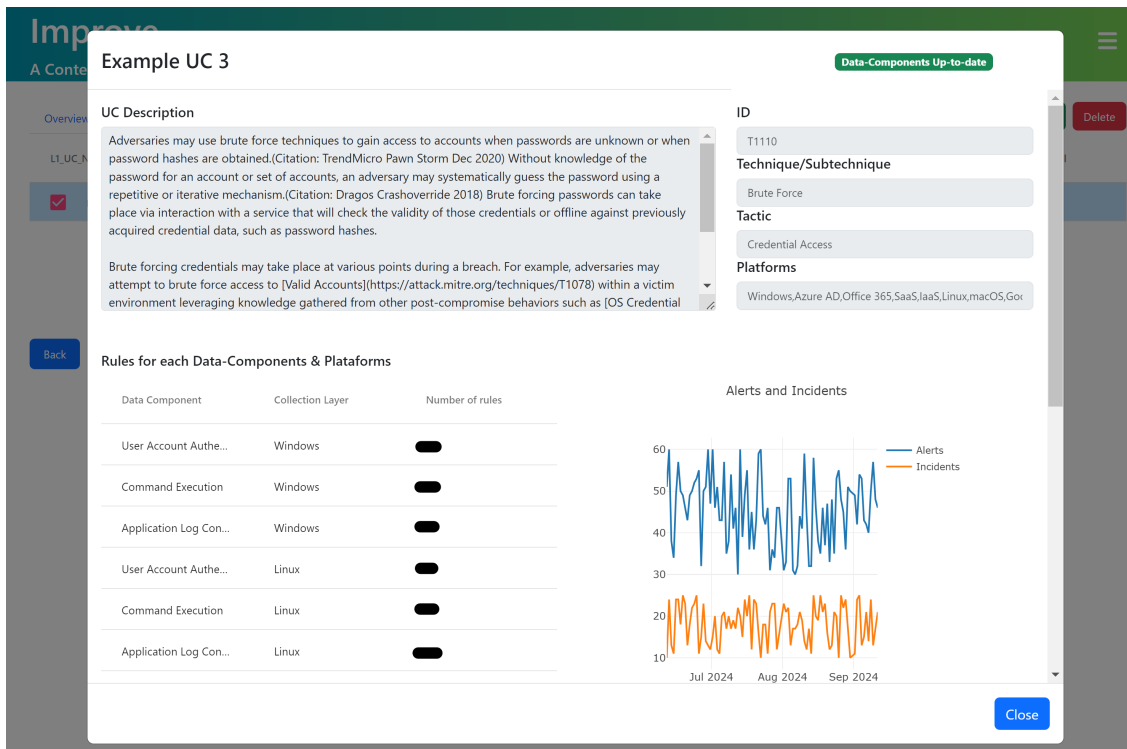 Improve
A Conte
Example UC 3
Data-Components Up-to-date
Overview
Delete
L1_UC_N
UC Description
Adversaries may use brute force techniques to gain access to accounts when passwords are unknown or when
password hashes are obtained.(Citation: TrendMicro Pawn Storm Dec 2020) Without knowledge of the
password for an account or set of accounts, an adversary may systematically guess the password using a
repetitive or iterative mechanism.(Citation: Dragos Crashoverride 2018) Brute forcing passwords can take
place via interaction with a service that will check the validity of those credentials or offline against previously
acquired credential data, such as password hashes.
Brute forcing credentials may take place at various points during a breach. For example, adversaries may
attempt to brute force access to [Valid Accounts](https://attack.mitre.org/techniques/T1078) within a victim
environment leveraging knowledge gathered from other post-compromise behaviors such as [OS Credential
ID
T1110
Technique/Subtechnique
Brute Force
Tactic
Credential Access
Platforms
Windows,Azure AD,Office 365,SaaS,IaaS,Linux,macOS,Goo
Back
Rules for each Data-Components & Plataforms
Data Component Collection Layer Number of rules
User Account Authe... Windows
Command Execution Windows
Application Log Con... Windows
User Account Authe... Linux
Command Execution Linux
Application Log Con... Linux
Alerts and Incidents
60
50
40
30
20
10
Jul 2024 Aug 2024 Sep 2024
Alerts
Incidents
Close